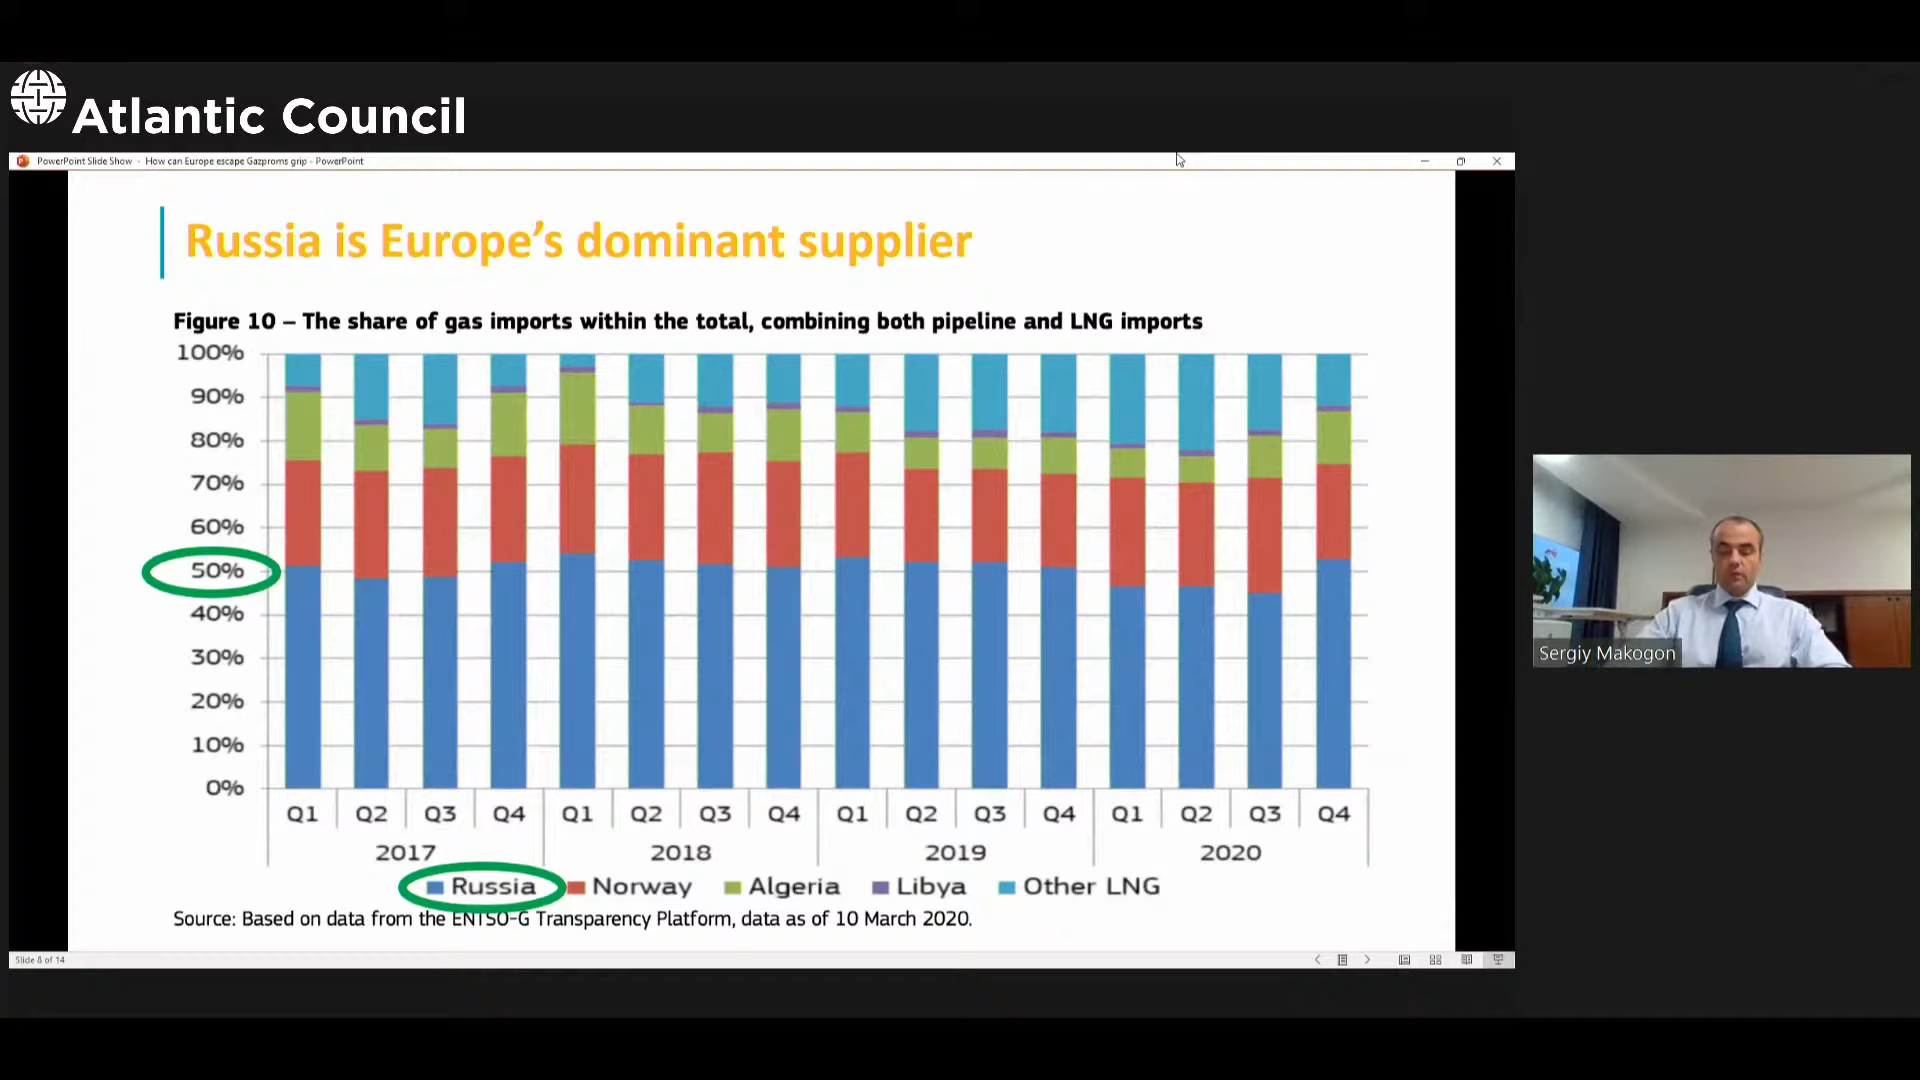 Atlantic Council
PowerPoint Slide Show - How can Europe escape Gazproms grip - PowerPoint
Russia is Europe's dominant supplier
Figure 10 – The share of gas imports within the total, combining both pipeline and LNG imports
100%
90%
80%
70%
60%
50%
40%
30%
20%
10%
0%
Q1 Q2 Q3 Q4 Q1 Q2 Q3 Q4 Q1 Q2 Q3 Q4 Q1 Q2 Q3 Q4
2017 2018 2019 2020
Russia Norway Algeria Libya Other LNG
Source: Based on data from the ENTSO-G Transparency Platform, data as of 10 March 2020.
Slide 8 of 14
Sergiy Makogon